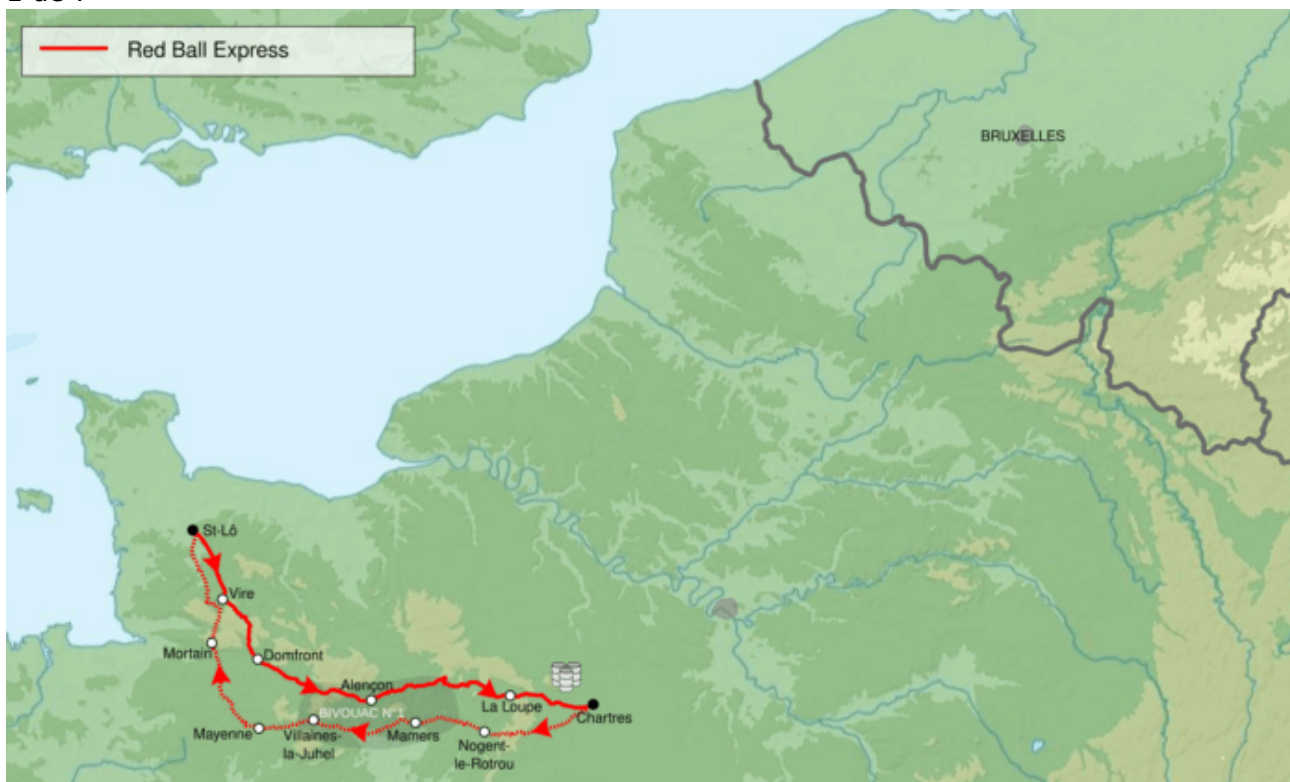 Red Ball Express
BRUXELLES
St-Lô
Vire
Mortain
Domfront
Alençon
BIVOUAC N°1
La Loupe
Chartres
Mayenne
Villaines-
la-Juhel
Mamers
Nogent-
le-Rotrou